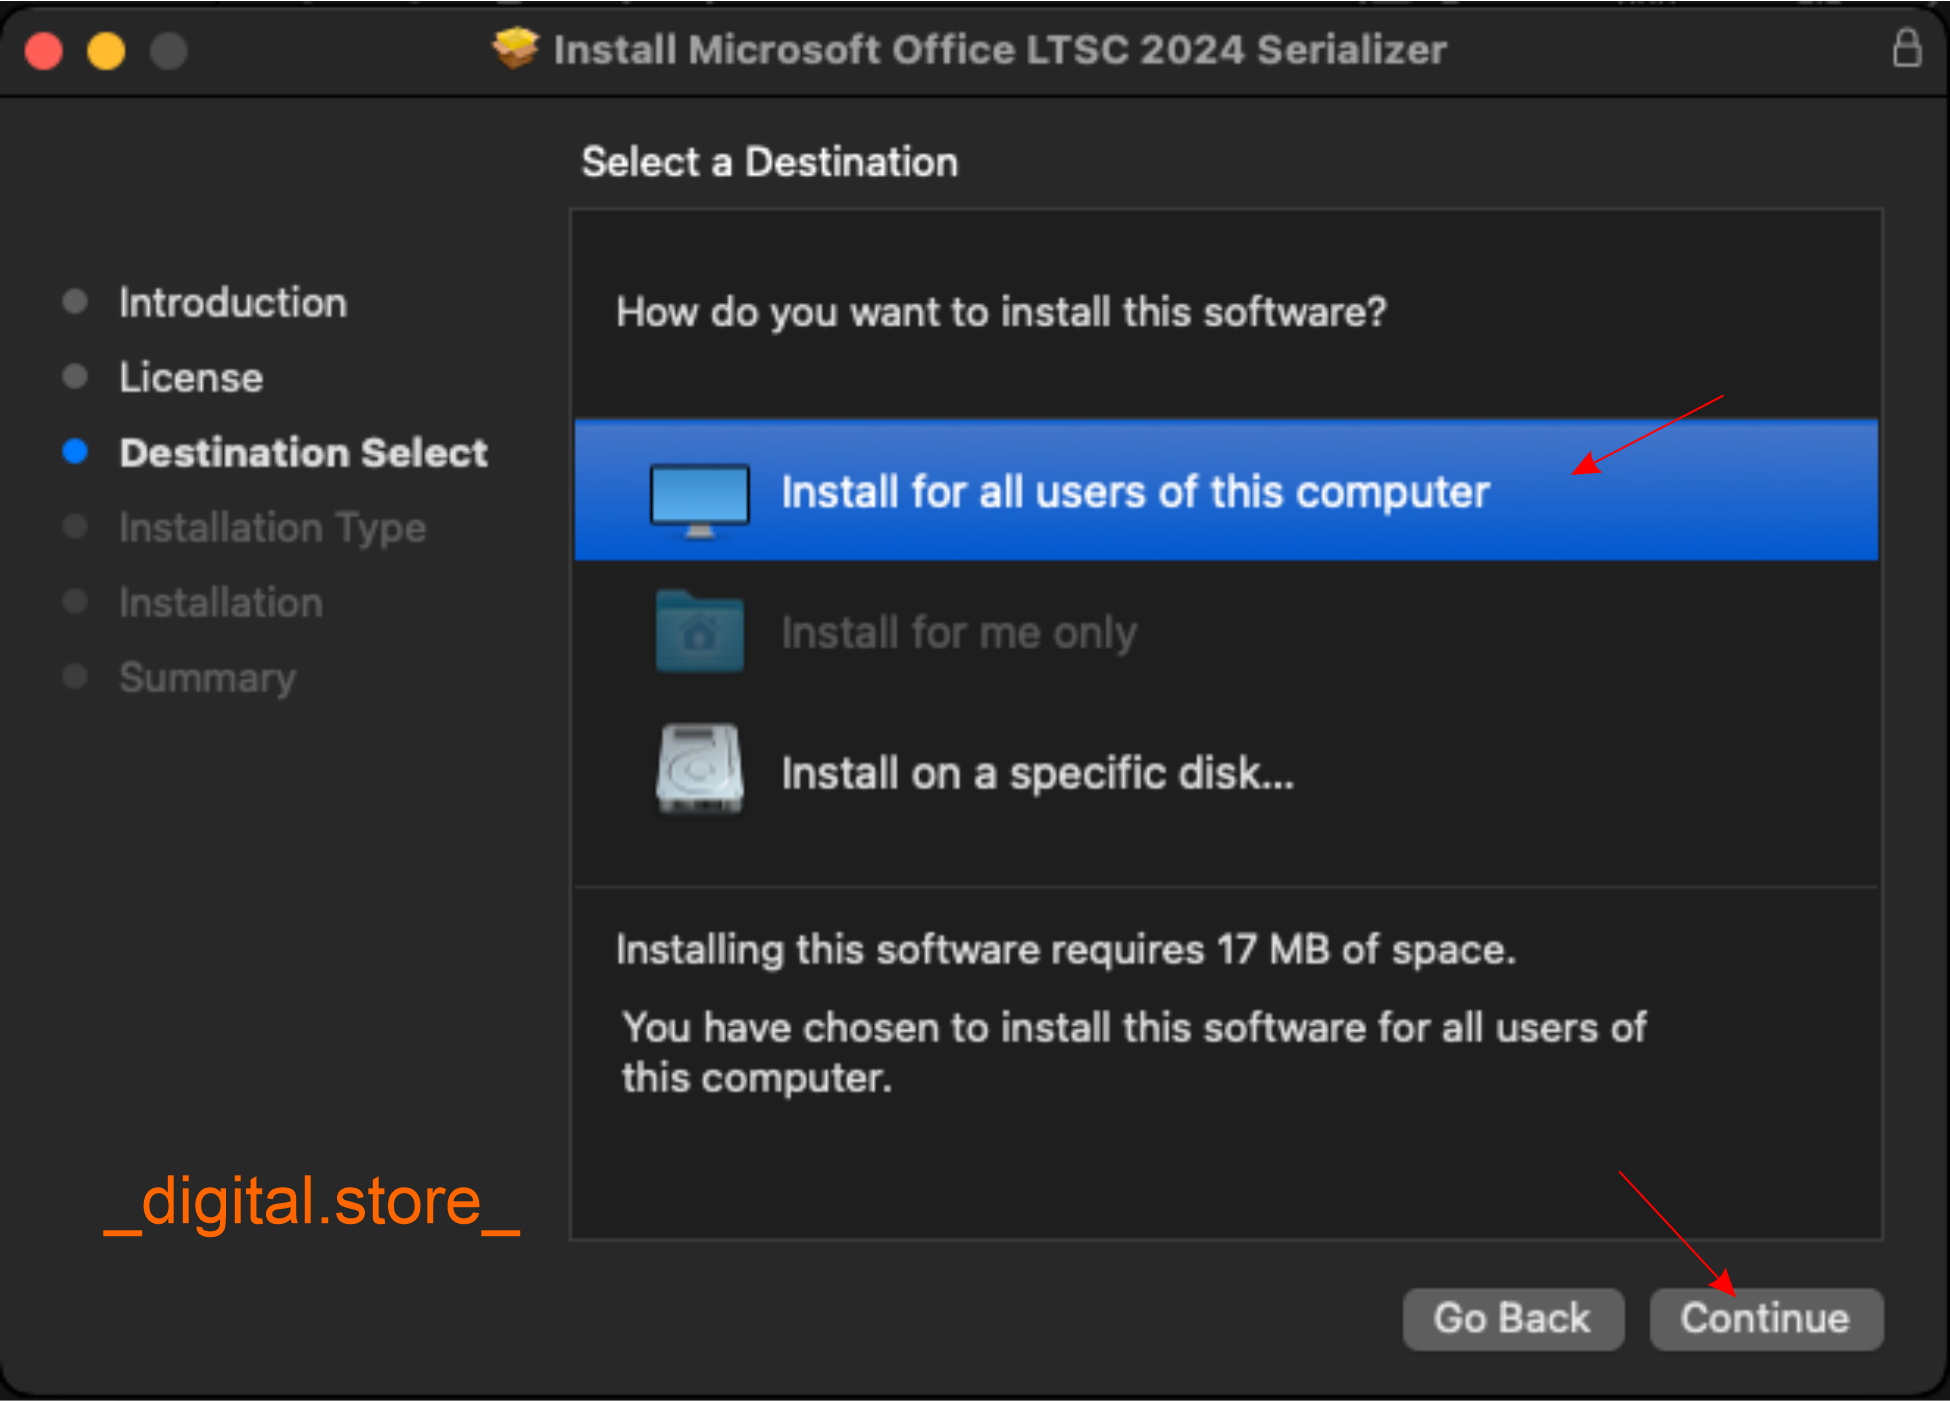 Install Microsoft Office LTSC 2024 Serializer
Select a Destination
Introduction
License
Destination Select
Installation Type
Installation
Summary
How do you want to install this software?
Install for all users of this computer
Install for me only
Install on a specific disk...
Installing this software requires 17 MB of space.
You have chosen to install this software for all users of
this computer.
_digital.store_
Go Back
Continue